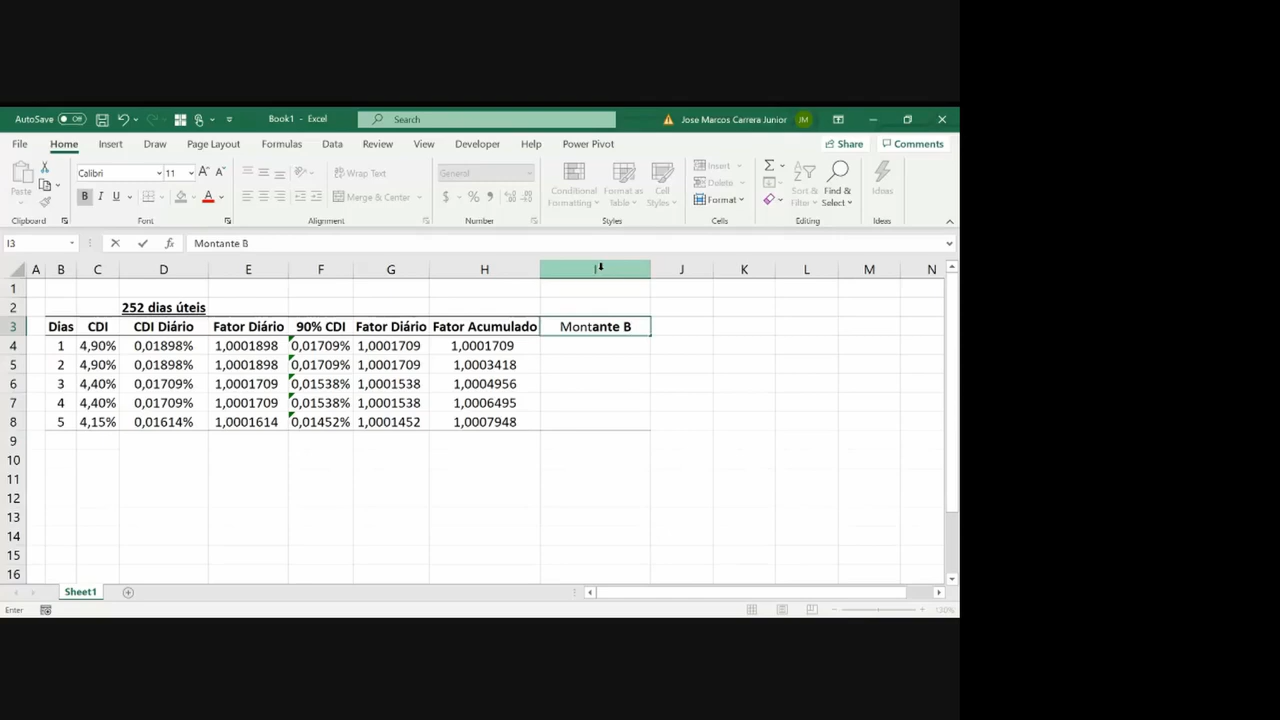 AutoSave Off Book1 - Excel Search Jose Marcos Carrera Junior JM
File Home Insert Draw Page Layout Formulas Data Review View Developer Help Power Pivot Share Comments
Paste Calibri 11 A A Wrap Text General Conditional Formatting Format as Table Cell Styles Insert Delete Format Sort & Filter Find & Select Ideas
B I U A Merge & Center $ % 9
Clipboard Font Alignment Number Styles Cells Editing Ideas
I3 fx Montante B
A B C D E F G H I J K L M N
1
2 252 dias úteis
3 Dias CDI CDI Diário Fator Diário 90% CDI Fator Diário Fator Acumulado Montante B
4 1 4,90% 0,01898% 1,0001898 0,01709% 1,0001709 1,0001709
5 2 4,90% 0,01898% 1,0001898 0,01709% 1,0001709 1,0003418
6 3 4,40% 0,01709% 1,0001709 0,01538% 1,0001538 1,0004956
7 4 4,40% 0,01709% 1,0001709 0,01538% 1,0001538 1,0006495
8 5 4,15% 0,01614% 1,0001614 0,01452% 1,0001452 1,0007948
9
10
11
12
13
14
15
16
Sheet1
Enter